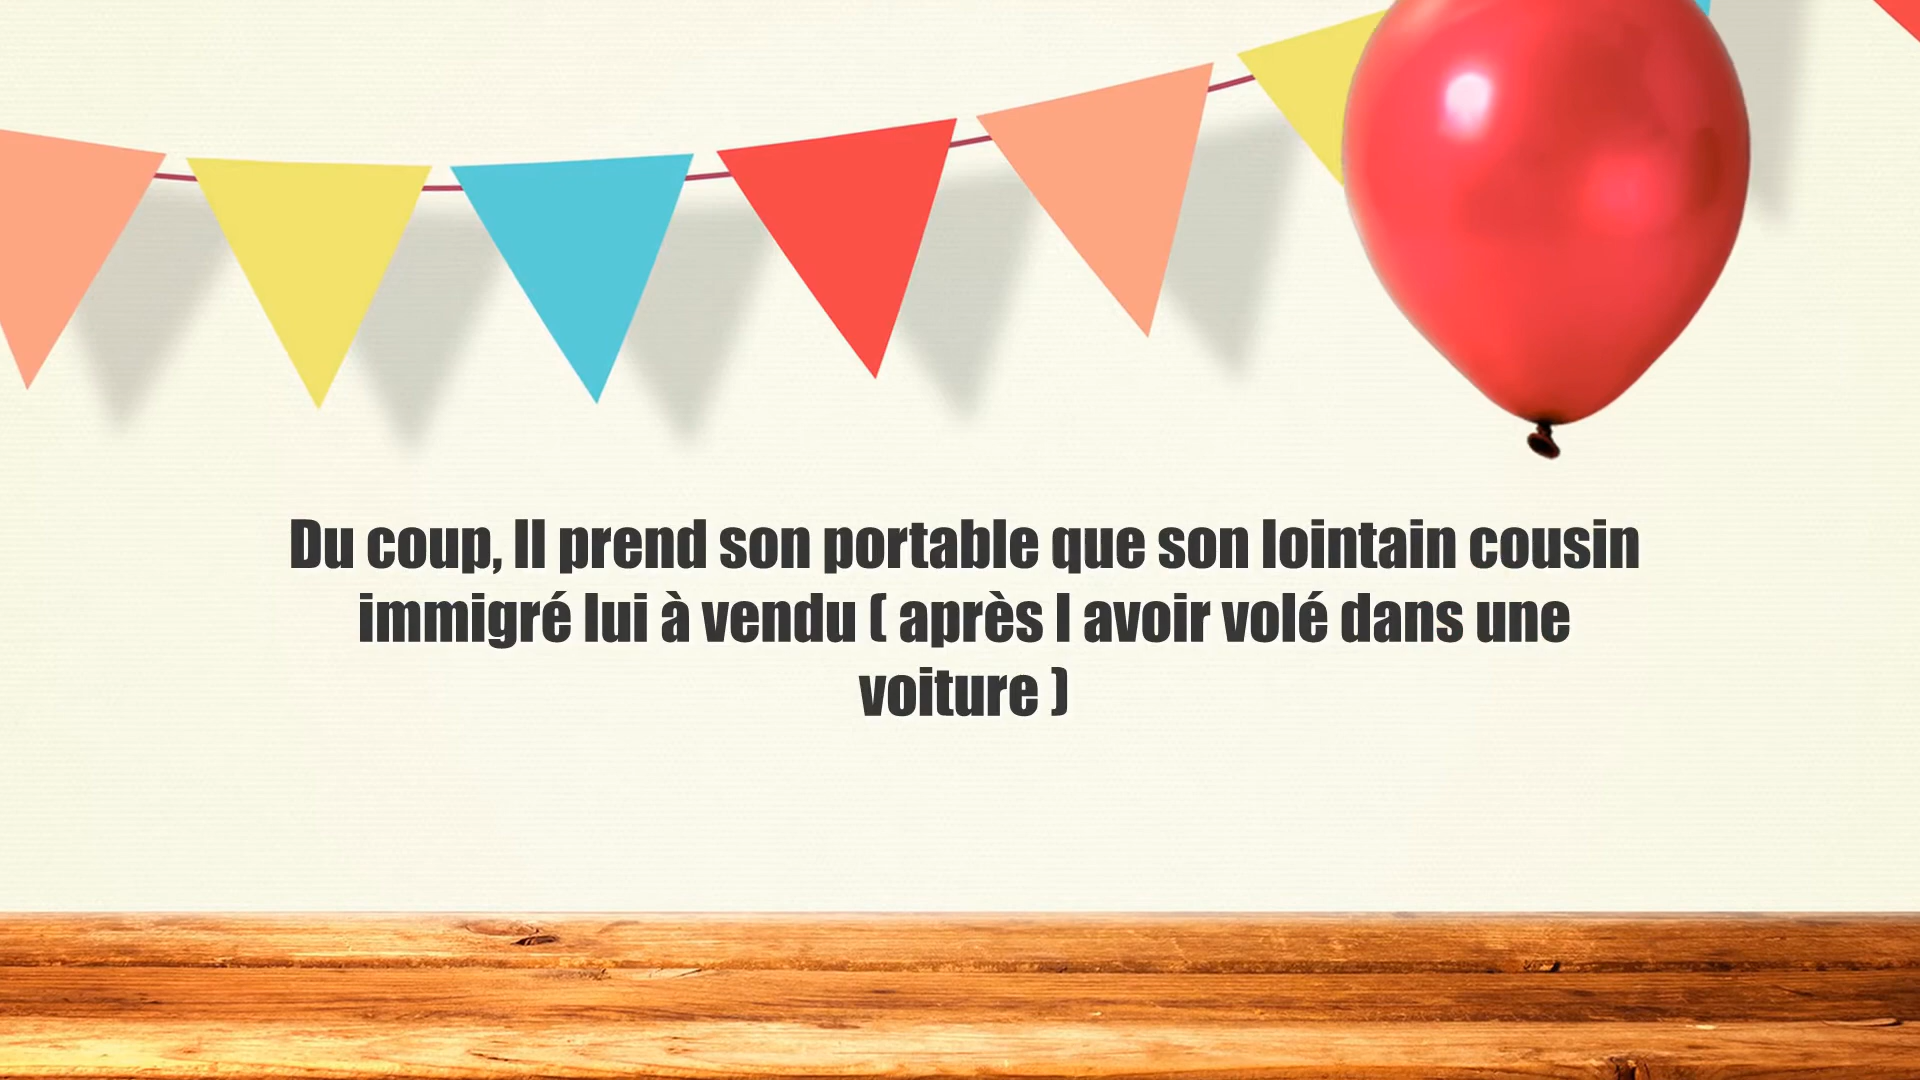 Du coup, Il prend son portable que son lointain cousin
immigré lui à vendu ( après l avoir volé dans une
voiture )